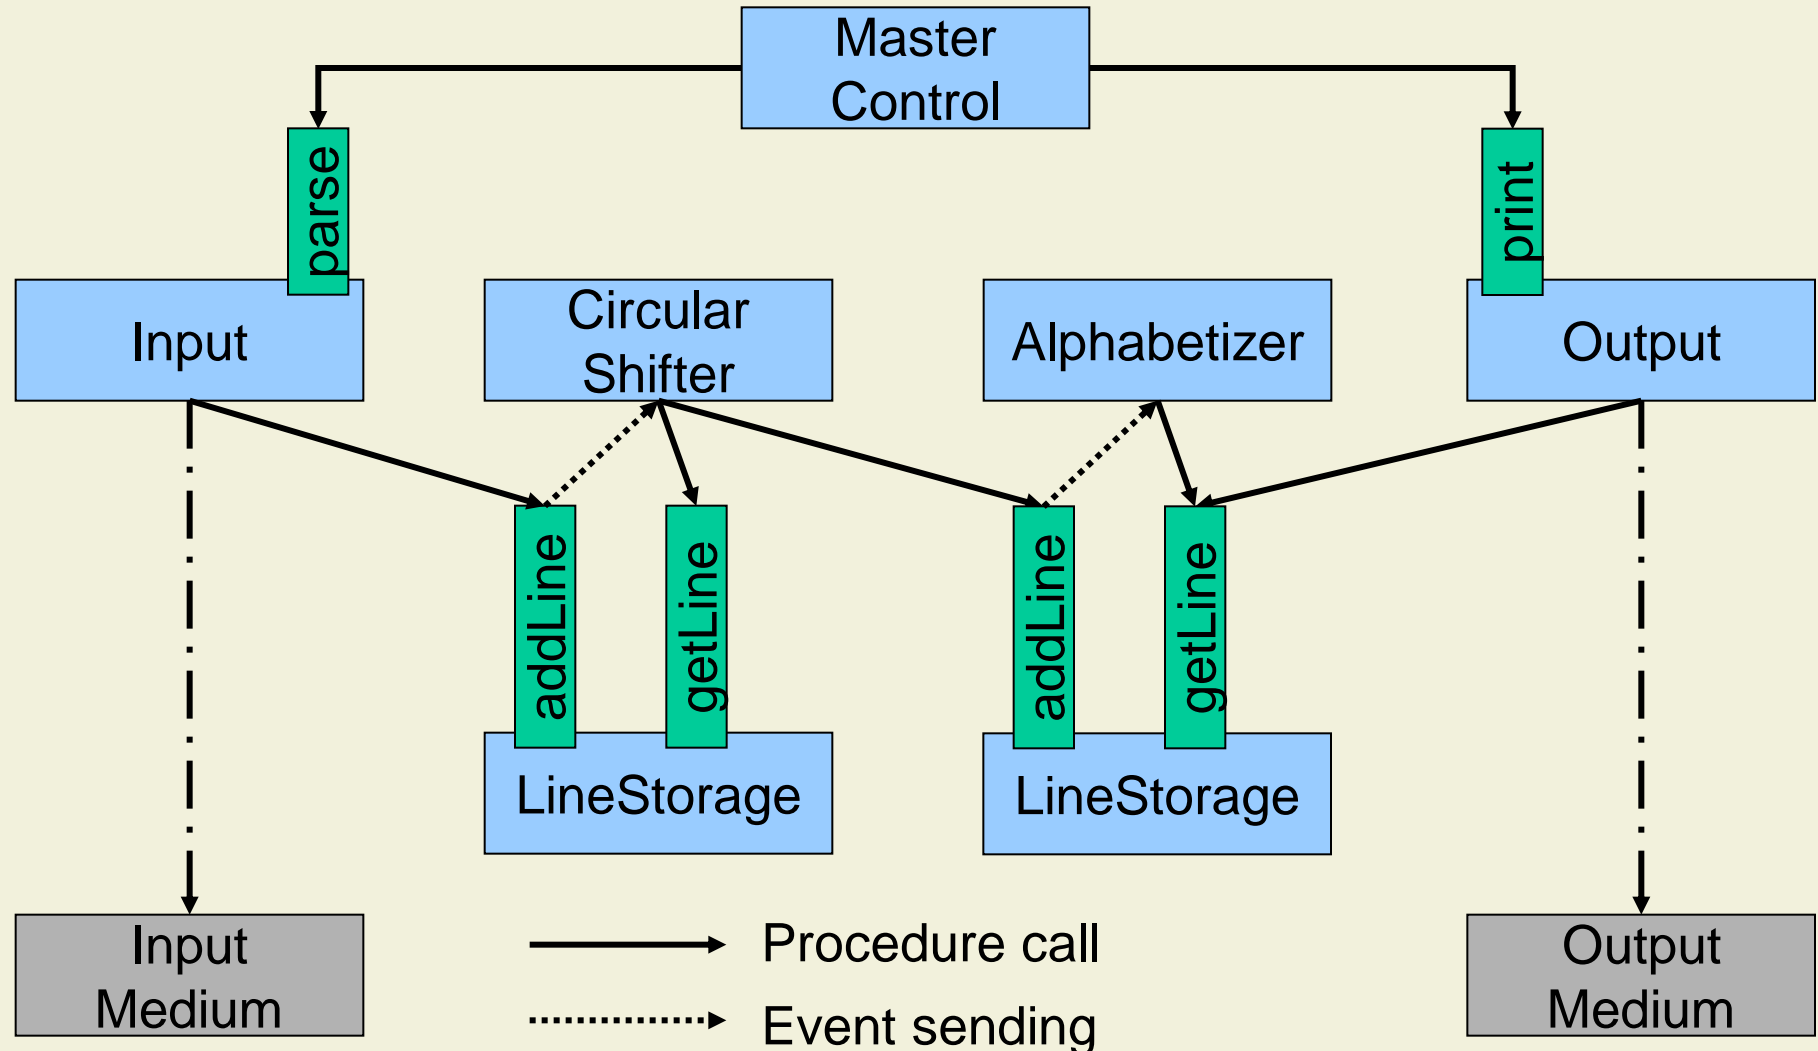 Master
Control
parse
print
Input
Circular
Shifter
Alphabetizer
Output
addLine
getLine
addLine
getLine
LineStorage
LineStorage
Input
Medium
Procedure call
Event sending
Output
Medium